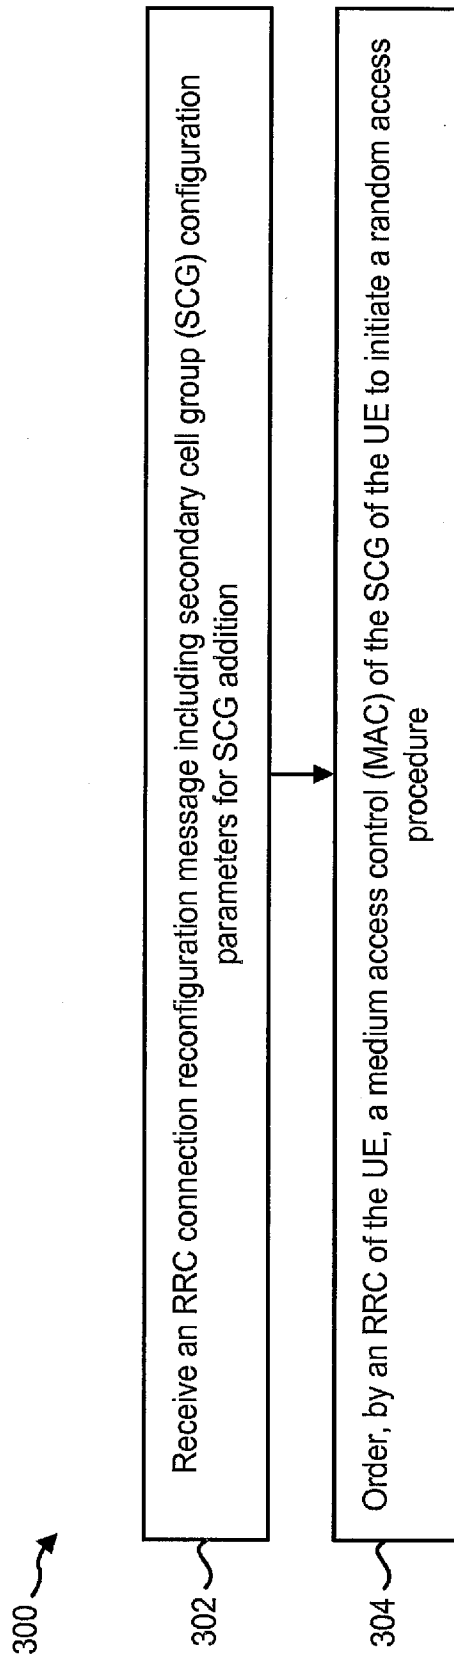 300
302
Receive an RRC connection reconfiguration message including secondary cell group (SCG) configuration
parameters for SCG addition
304
Order, by an RRC of the UE, a medium access control (MAC) of the SCG of the UE to initiate a random access
procedure